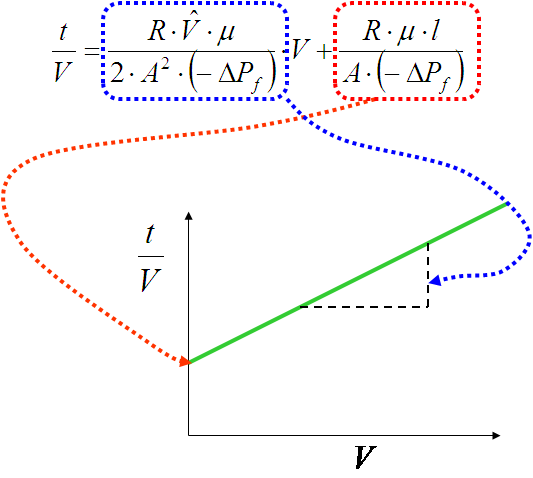 t/V = (R · V̂ · μ)/(2 · A² · (− ΔP_f)) · V + (R · μ · l)/(A · (− ΔP_f))
t/V
V